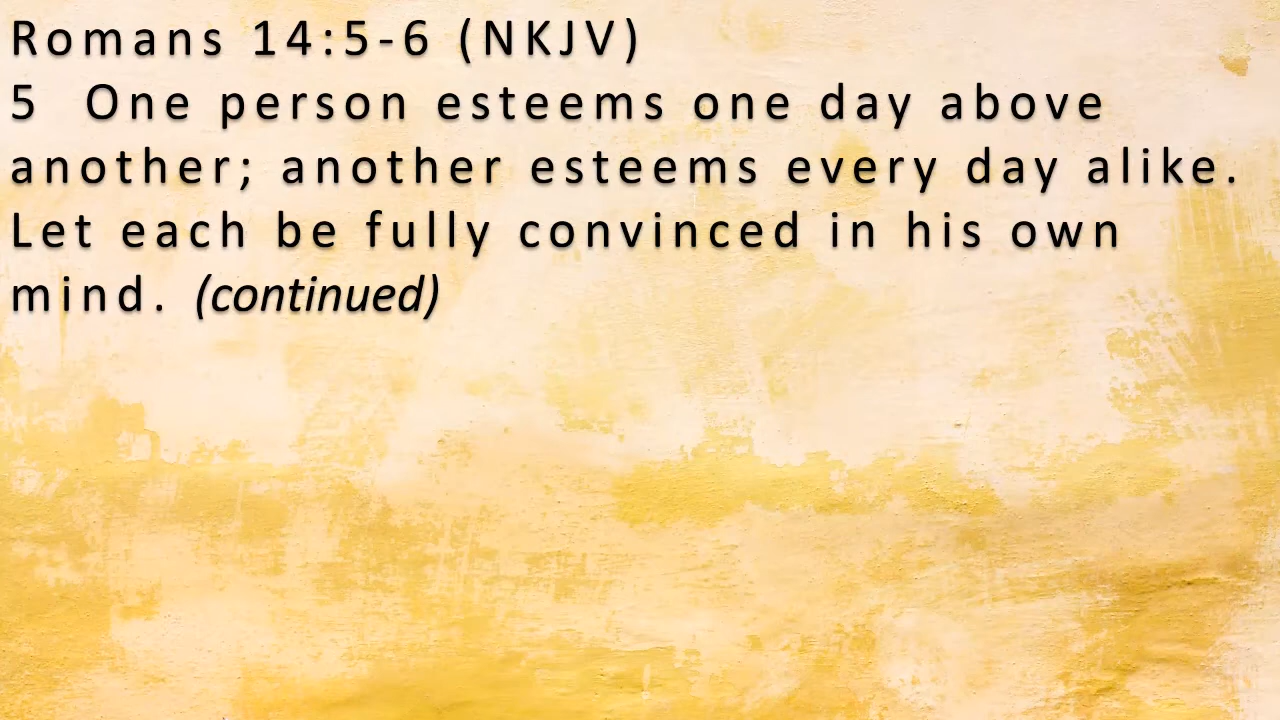 Romans 14:5-6 (NKJV)
5  One person esteems one day above
another; another esteems every day alike.
Let each be fully convinced in his own
mind. (continued)